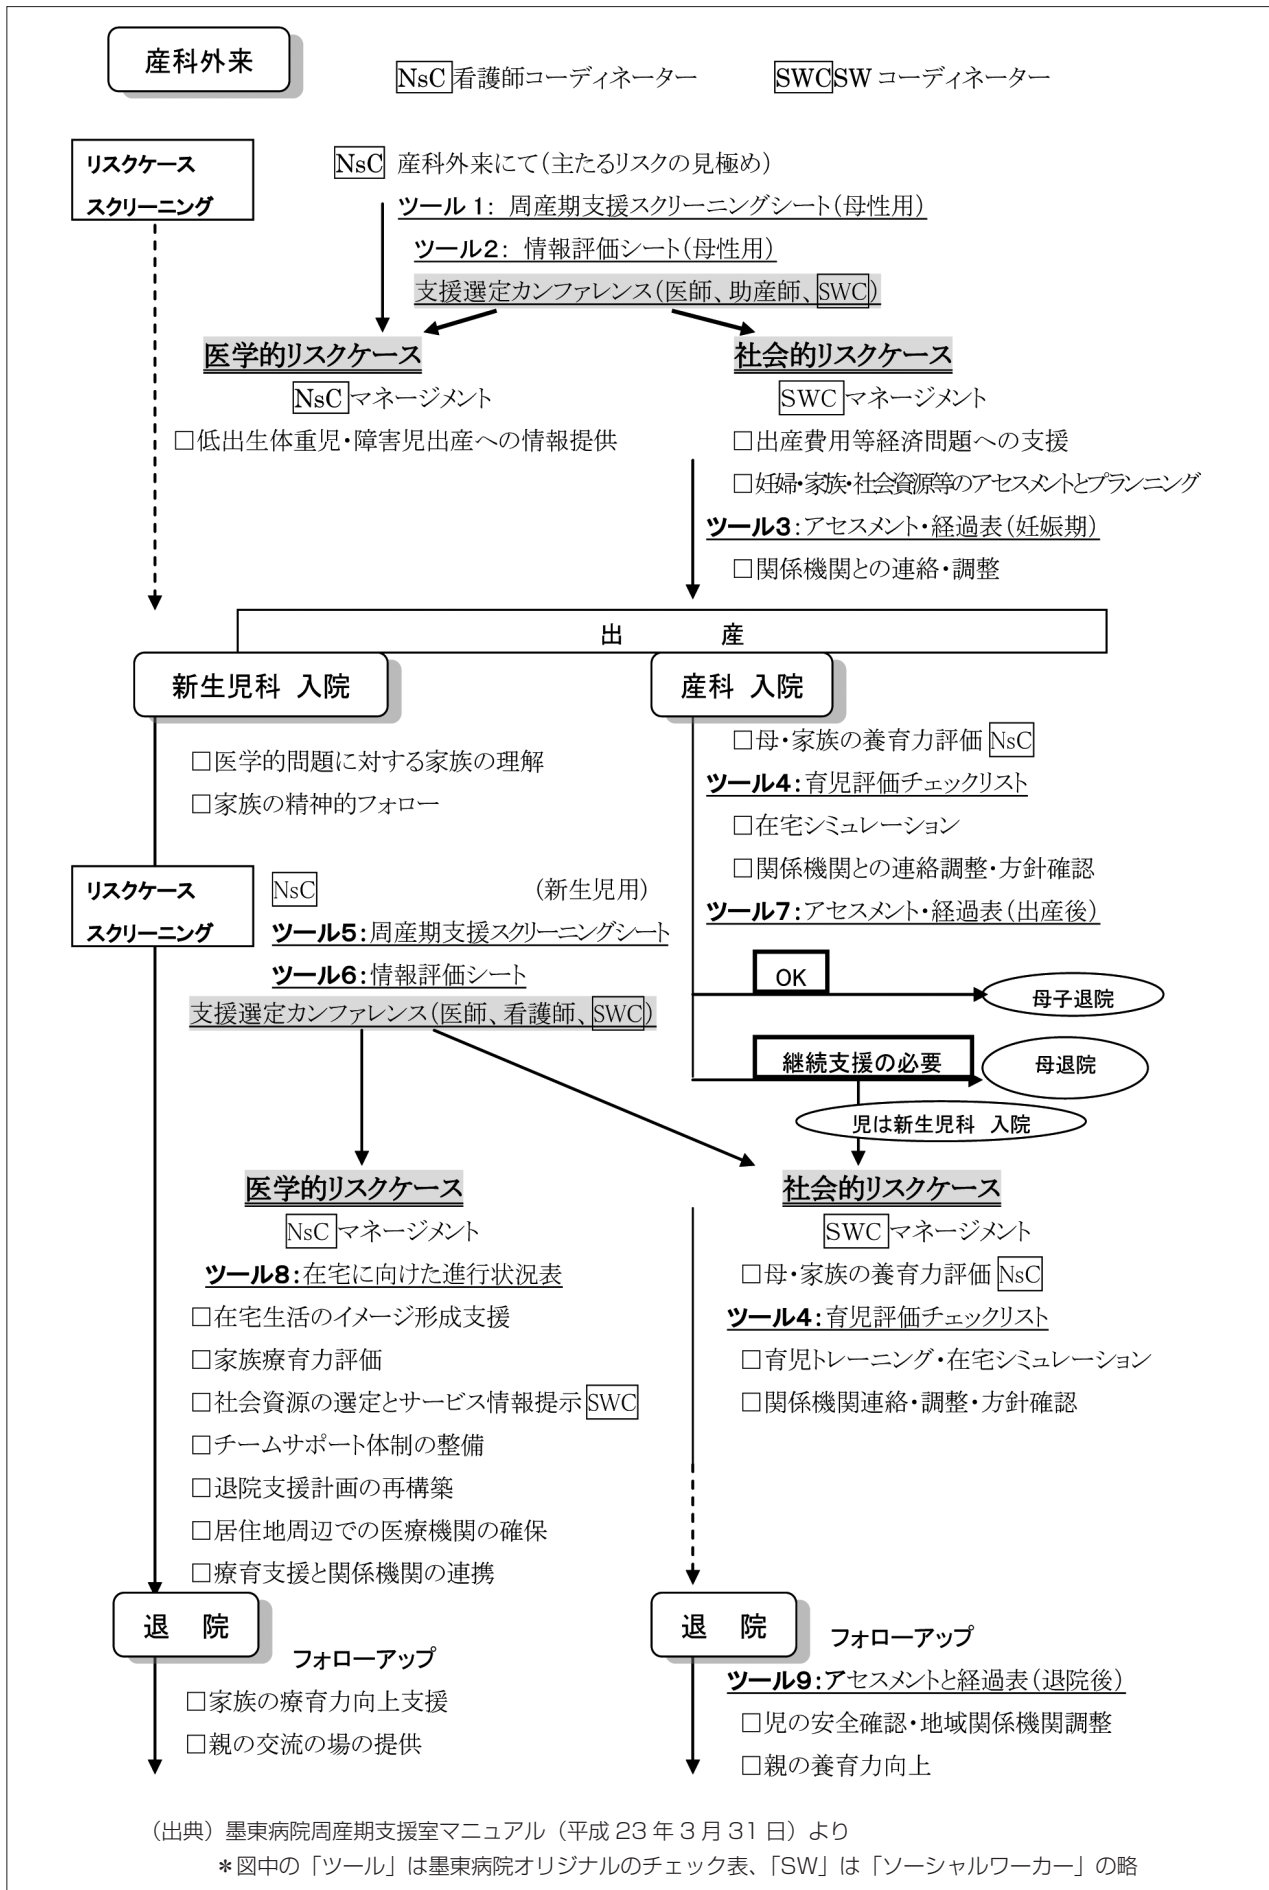 産科外来
NsC 看護師コーディネーター　SWC SW コーディネーター
リスクケース
スクリーニング
NsC 産科外来にて（主たるリスクの見極め）
ツール1： 周産期支援スクリーニングシート（母性用）
ツール2： 情報評価シート（母性用）
支援選定カンファレンス（医師、助産師、SWC）
医学的リスクケース
NsC マネージメント
□低出生体重児・障害児出産への情報提供
社会的リスクケース
SWC マネージメント
□出産費用等経済問題への支援
□妊婦・家族・社会資源等のアセスメントとプランニング
ツール3：アセスメント・経過表（妊娠期）
□関係機関との連絡・調整
出　産
新生児科 入院
□医学的問題に対する家族の理解
□家族の精神的フォロー
産科 入院
□母・家族の養育力評価 NsC
ツール4：育児評価チェックリスト
□在宅シミュレーション
□関係機関との連絡調整・方針確認
ツール7：アセスメント・経過表（出産後）
リスクケース
スクリーニング
NsC　（新生児用）
ツール5：周産期支援スクリーニングシート
ツール6：情報評価シート
支援選定カンファレンス（医師、看護師、SWC）
OK
母子退院
継続支援の必要
母退院
児は新生児科 入院
医学的リスクケース
NsC マネージメント
ツール8：在宅に向けた進行状況表
□在宅生活のイメージ形成支援
□家族療育力評価
□社会資源の選定とサービス情報提示 SWC
□チームサポート体制の整備
□退院支援計画の再構築
□居住地周辺での医療機関の確保
□療育支援と関係機関の連携
社会的リスクケース
SWC マネージメント
□母・家族の養育力評価 NsC
ツール4：育児評価チェックリスト
□育児トレーニング・在宅シミュレーション
□関係機関連絡・調整・方針確認
退　院
フォローアップ
□家族の療育力向上支援
□親の交流の場の提供
退　院
フォローアップ
ツール9：アセスメントと経過表（退院後）
□児の安全確認・地域関係機関調整
□親の養育力向上
（出典）墨東病院周産期支援室マニュアル（平成 23 年 3 月 31 日）より
＊図中の「ツール」は墨東病院オリジナルのチェック表、「SW」は「ソーシャルワーカー」の略